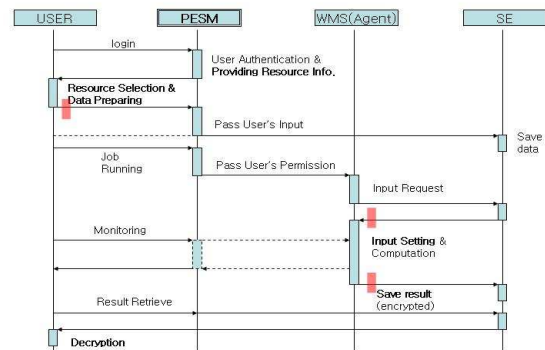 USER PESM WMS(Agent) SE
login
User Authentication &
Providing Resource Info.
Resource Selection &
Data Preparing
Pass User's Input
Save
data
Job
Running
Pass User's Permission
Input Request
Monitoring
Input Setting &
Computation
Save result
(encrypted)
Result Retrieve
Decryption